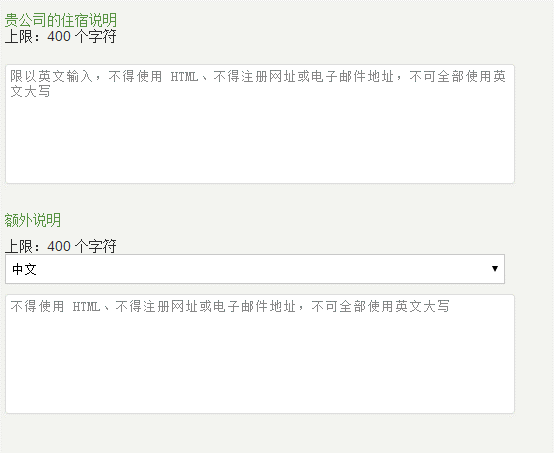 贵公司的住宿说明
上限：400 个字符
限以英文输入，不得使用 HTML、不得注册网址或电子邮件地址，不可全部使用英
文大写
额外说明
上限：400 个字符
中文
不得使用 HTML、不得注册网址或电子邮件地址，不可全部使用英文大写